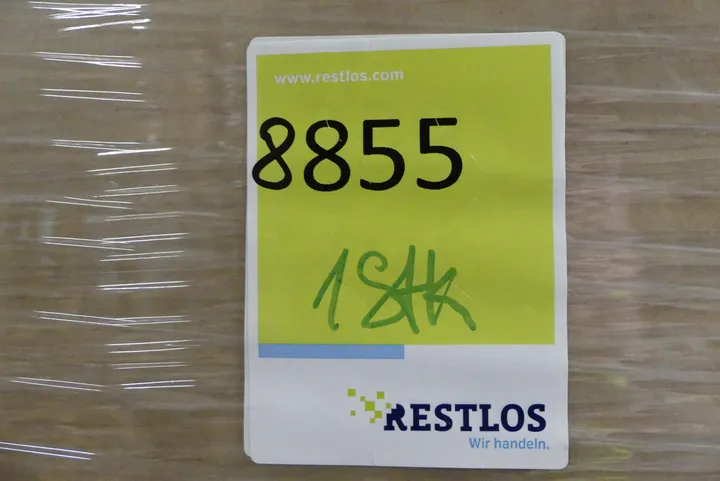 www.restlos.com
8855
1 Stk
RESTLOS
Wir handeln.